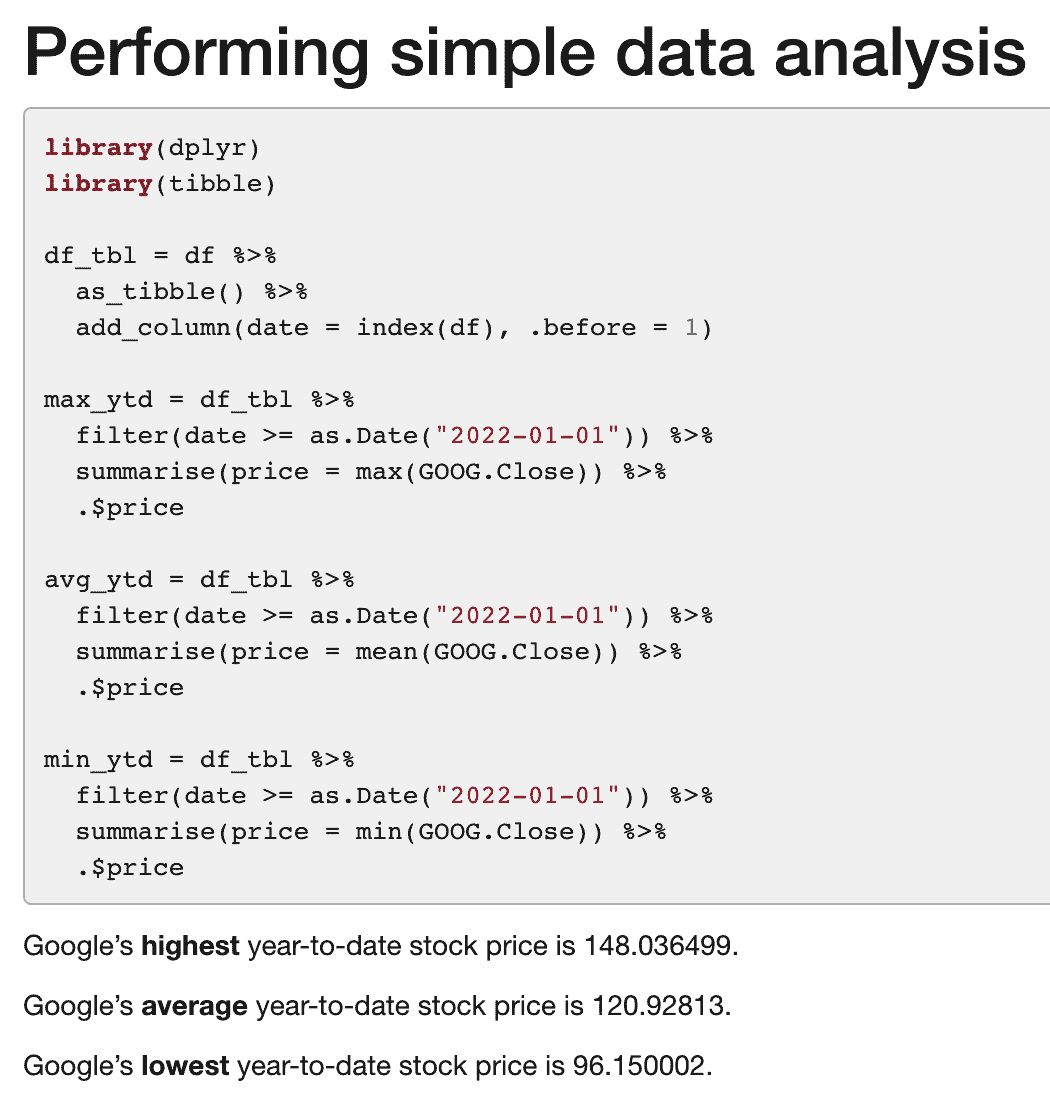 Performing simple data analysis
library(dplyr)
library(tibble)
df_tbl = df %>%
  as_tibble() %>%
  add_column(date = index(df), .before = 1)
max_ytd = df_tbl %>%
  filter(date >= as.Date("2022-01-01")) %>%
  summarise(price = max(GOOG.Close)) %>%
  .$price
avg_ytd = df_tbl %>%
  filter(date >= as.Date("2022-01-01")) %>%
  summarise(price = mean(GOOG.Close)) %>%
  .$price
min_ytd = df_tbl %>%
  filter(date >= as.Date("2022-01-01")) %>%
  summarise(price = min(GOOG.Close)) %>%
  .$price
Google’s highest year-to-date stock price is 148.036499.
Google’s average year-to-date stock price is 120.92813.
Google’s lowest year-to-date stock price is 96.150002.